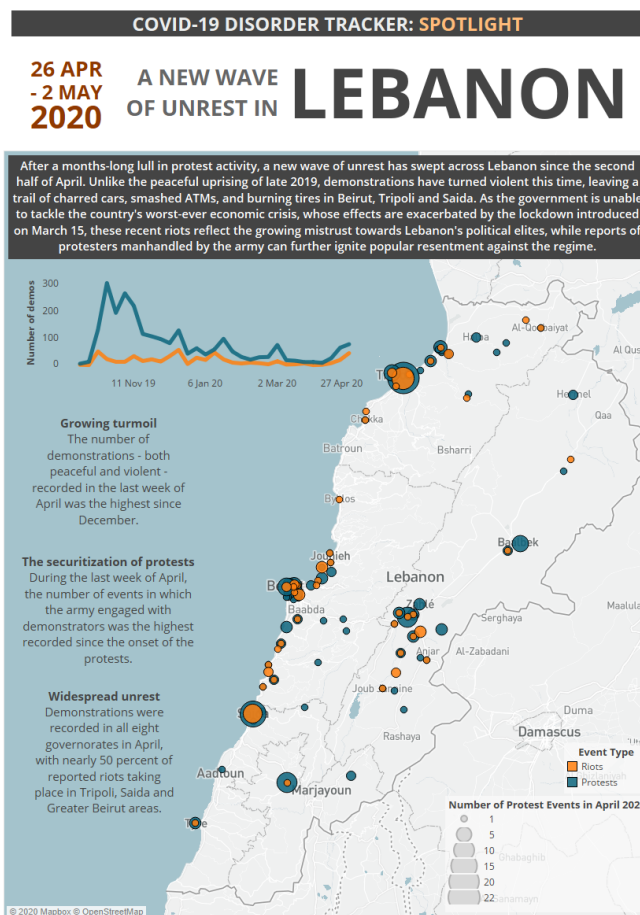 COVID-19 DISORDER TRACKER: SPOTLIGHT
26 APR
- 2 MAY
2020
A NEW WAVE
OF UNREST IN
LEBANON
After a months-long lull in protest activity, a new wave of unrest has swept across Lebanon since the second
half of April. Unlike the peaceful uprising of late 2019, demonstrations have turned violent this time, leaving a
trail of charred cars, smashed ATMs, and burning tires in Beirut, Tripoli and Saida. As the government is unable
to tackle the country's worst-ever economic crisis, whose effects are exacerbated by the lockdown introduced
on March 15, these recent riots reflect the growing mistrust towards Lebanon's political elites, while reports of
protesters manhandled by the army can further ignite popular resentment against the regime.
Number of demos
300
200
100
0
11 Nov 19
6 Jan 20
2 Mar 20
27 Apr 20
Growing turmoil
The number of
demonstrations - both
peaceful and violent -
recorded in the last week of
April was the highest since
December.
The securitization of protests
During the last week of April,
the number of events in which
the army engaged with
demonstrators was the highest
recorded since the onset of the
protests.
Widespread unrest
Demonstrations were
recorded in all eight
governorates in April,
with nearly 50 percent of
reported riots taking
place in Tripoli, Saida and
Greater Beirut areas.
Al Qus
Qaa
Batroun
Bsharri
Jounieh
Lebanon
Baabda
Maaloula
Serghaya
Anjar
Al-Zabadani
Rashaya
Duma
Damascus
Aadloun
Marjayoun
Event Type
Riots
Protests
Number of Protest Events in April 202
1
5
10
15
20
22
Ghabaghib
Sanamayn
© 2020 Mapbox © OpenStreetMap